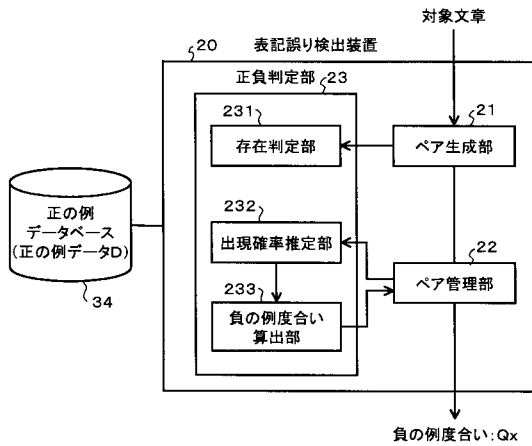 対象文章
20
表記誤り検出装置
正負判定部
23
231
存在判定部
21
ペア生成部
正の例
データベース
(正の例データD)
34
232
出現確率推定部
22
ペア管理部
233
負の例度合い
算出部
負の例度合い:Qx